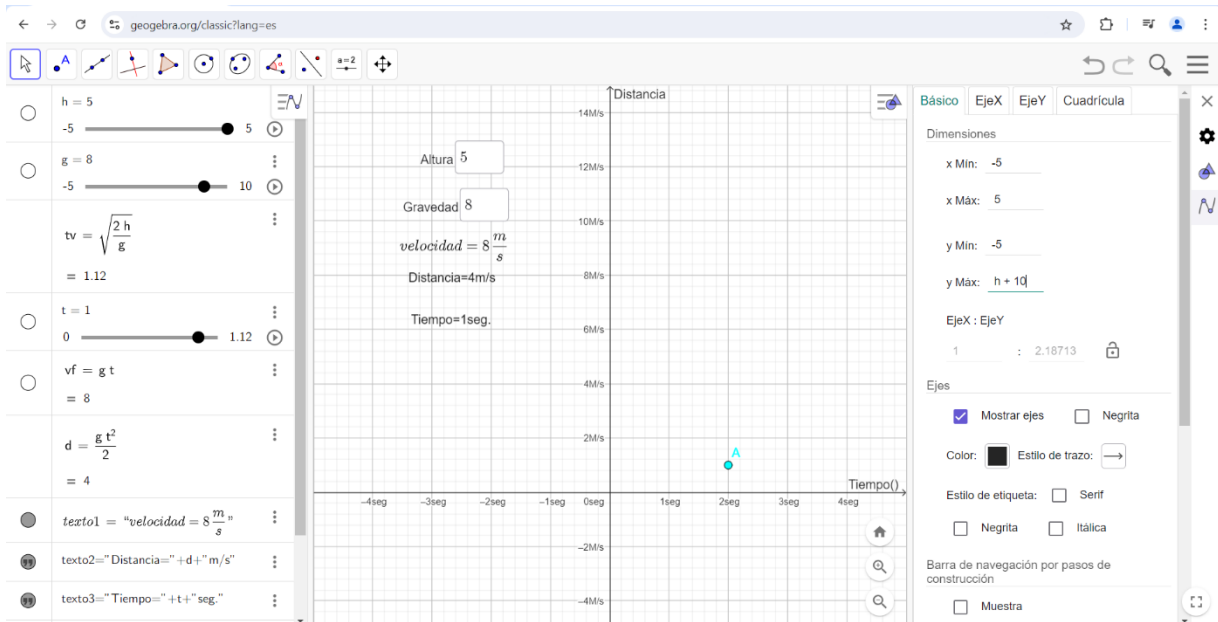 geogebra.org/classic?lang=es
A
a=2
h = 5
-5
5
g = 8
-5
10
tv = √(2 h / g)
= 1.12
t = 1
0
1.12
vf = g t
= 8
d = g t² / 2
= 4
texto1 = “velocidad = 8 m/s”
texto2="Distancia="+d+"m/s"
texto3="Tiempo="+t+"seg."
Distancia
14M/s
12M/s
10M/s
8M/s
6M/s
4M/s
2M/s
–2M/s
–4M/s
Altura 5
Gravedad 8
velocidad = 8 m/s
Distancia=4m/s
Tiempo=1seg.
A
Tiempo()
–4seg –3seg –2seg –1seg 0seg 1seg 2seg 3seg 4seg
Básico EjeX EjeY Cuadrícula
Dimensiones
x Mín: -5
x Máx: 5
y Mín: -5
y Máx: h + 10
EjeX : EjeY
1 : 2.18713
Ejes
Mostrar ejes Negrita
Color: Estilo de trazo:
Estilo de etiqueta: Serif
Negrita Itálica
Barra de navegación por pasos de
construcción
Muestra